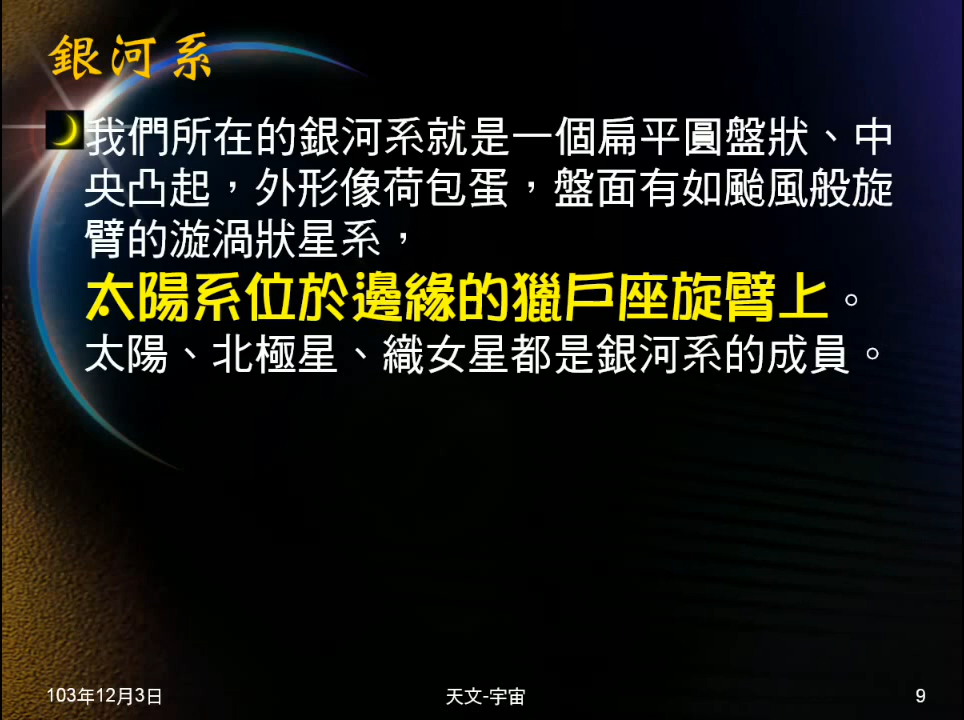 銀河系
我們所在的銀河系就是一個扁平圓盤狀、中
央凸起，外形像荷包蛋，盤面有如颱風般旋
臂的漩渦狀星系，
太陽系位於邊緣的獵戶座旋臂上。
太陽、北極星、織女星都是銀河系的成員。
103年12月3日
天文-宇宙
9